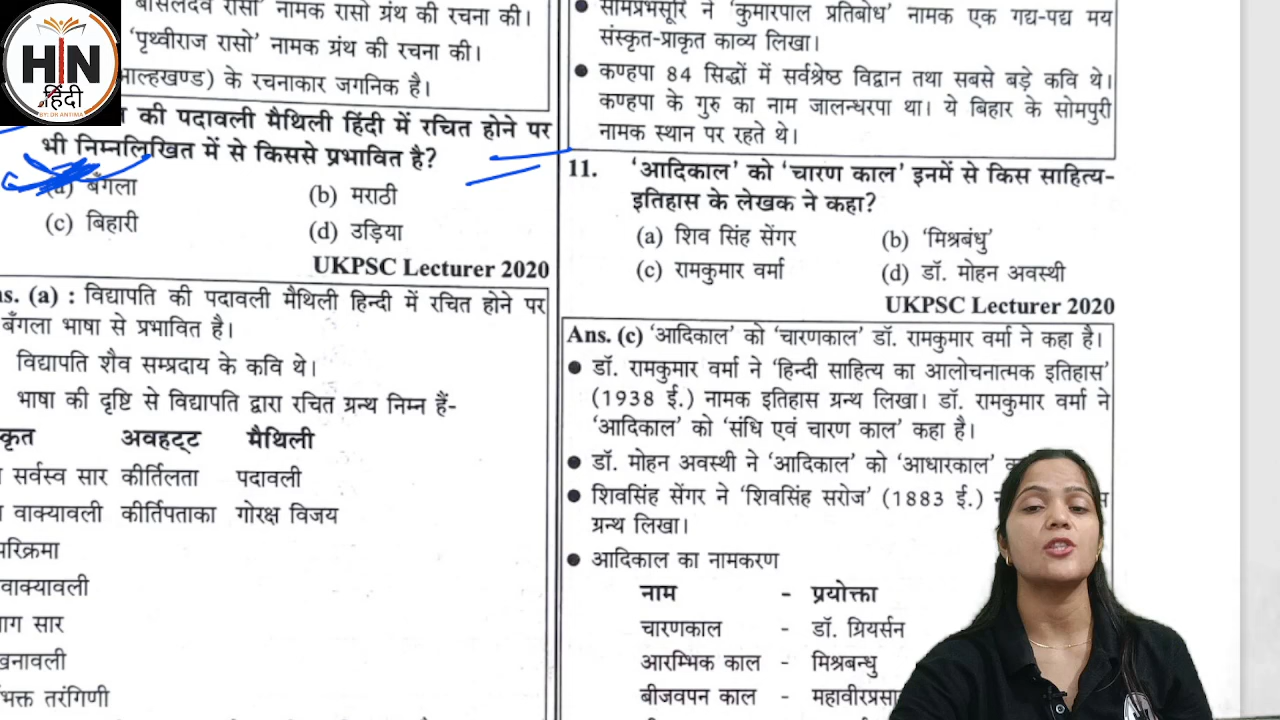 HIN
हिंदी
BY: DR ANTIMA
बीसलदेव रासो' नामक रासो ग्रंथ की रचना की।
'पृथ्वीराज रासो' नामक ग्रंथ की रचना की।
आल्हखण्ड) के रचनाकार जगनिक है।
की पदावली मैथिली हिंदी में रचित होने पर
भी निम्नलिखित में से किससे प्रभावित है?
(a) बँगला
(b) मराठी
(c) बिहारी
(d) उड़िया
UKPSC Lecturer 2020
ns. (a) : विद्यापति की पदावली मैथिली हिन्दी में रचित होने पर
बँगला भाषा से प्रभावित है।
विद्यापति शैव सम्प्रदाय के कवि थे।
भाषा की दृष्टि से विद्यापति द्वारा रचित ग्रन्थ निम्न हैं-
कृत अवहट्ट मैथिली
सर्वस्व सार कीर्तिलता पदावली
वाक्यावली कीर्तिपताका गोरक्ष विजय
परिक्रमा
वाक्यावली
सार
तरंगिणी
• सोमप्रभसूरि ने 'कुमारपाल प्रतिबोध' नामक एक गद्य-पद्य मय
संस्कृत-प्राकृत काव्य लिखा।
• कण्हपा 84 सिद्धों में सर्वश्रेष्ठ विद्वान तथा सबसे बड़े कवि थे।
कण्हपा के गुरु का नाम जालन्धरपा था। ये बिहार के सोमपुरी
नामक स्थान पर रहते थे।
11. 'आदिकाल' को 'चारण काल' इनमें से किस साहित्य-
इतिहास के लेखक ने कहा?
(a) शिव सिंह सेंगर
(b) 'मिश्रबंधु'
(c) रामकुमार वर्मा
(d) डॉ. मोहन अवस्थी
UKPSC Lecturer 2020
Ans. (c) 'आदिकाल' को 'चारणकाल' डॉ. रामकुमार वर्मा ने कहा है।
• डॉ. रामकुमार वर्मा ने 'हिन्दी साहित्य का आलोचनात्मक इतिहास'
(1938 ई.) नामक इतिहास ग्रन्थ लिखा। डॉ. रामकुमार वर्मा ने
'आदिकाल' को 'संधि एवं चारण काल' कहा है।
• डॉ. मोहन अवस्थी ने 'आदिकाल' को 'आधारकाल'
• शिवसिंह सेंगर ने 'शिवसिंह सरोज' (1883 ई.)
ग्रन्थ लिखा।
• आदिकाल का नामकरण
नाम - प्रयोक्ता
चारणकाल - डॉ. ग्रियर्सन
आरम्भिक काल - मिश्रबन्धु
बीजवपन काल - महावीरप्रसा